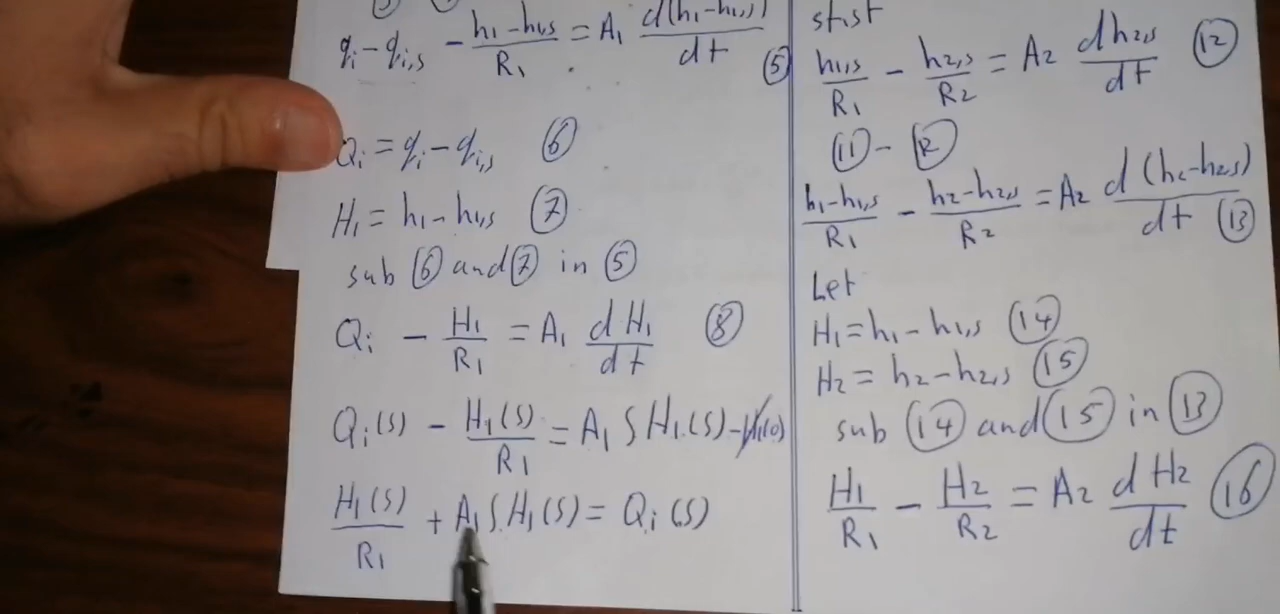 qi - qi,s - h1 - h1,s / R1 = A1 d(h1 - h1,s) / dt ⑤
Qi = qi - qi,s ⑥
H1 = h1 - h1,s ⑦
sub ⑥ and ⑦ in ⑤
Qi - H1 / R1 = A1 d H1 / dt ⑧
Qi(s) - H1(s) / R1 = A1 S H1(s) - H1(0)
H1(s) / R1 + A1 S H1(s) = Qi(s)
st.st
h1,s / R1 - h2,s / R2 = A2 dh2,s / dt ⑫
⑪ - ⑫
h1 - h1,s / R1 - h2 - h2,s / R2 = A2 d(h2 - h2,s) / dt ⑬
Let
H1 = h1 - h1,s ⑭
H2 = h2 - h2,s ⑮
sub ⑭ and ⑮ in ⑬
H1 / R1 - H2 / R2 = A2 d H2 / dt ⑯